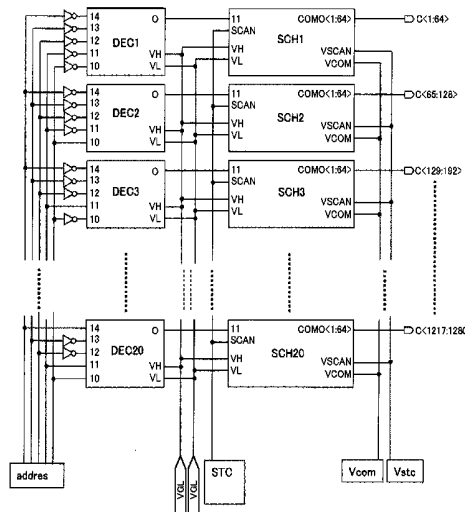 14 O 11 COMO<1:64> C<1:64>
13 SCAN
12 DEC1 SCH1
11 VH VH VSCAN
10 VL VL VCOM
14 O 11 COMO<1:64> C<65:128>
13 SCAN
12 DEC2 SCH2
11 VH VH VSCAN
10 VL VL VCOM
14 O 11 COMO<1:64> C<129:192>
13 SCAN
12 DEC3 SCH3
11 VH VH VSCAN
10 VL VL VCOM
14 O 11 COMO<1:64> C<1217:1280
13 SCAN
12 DEC20 SCH20
11 VH VH VSCAN
10 VL VL VCOM
addres VGL VGL STC Vcom Vstc